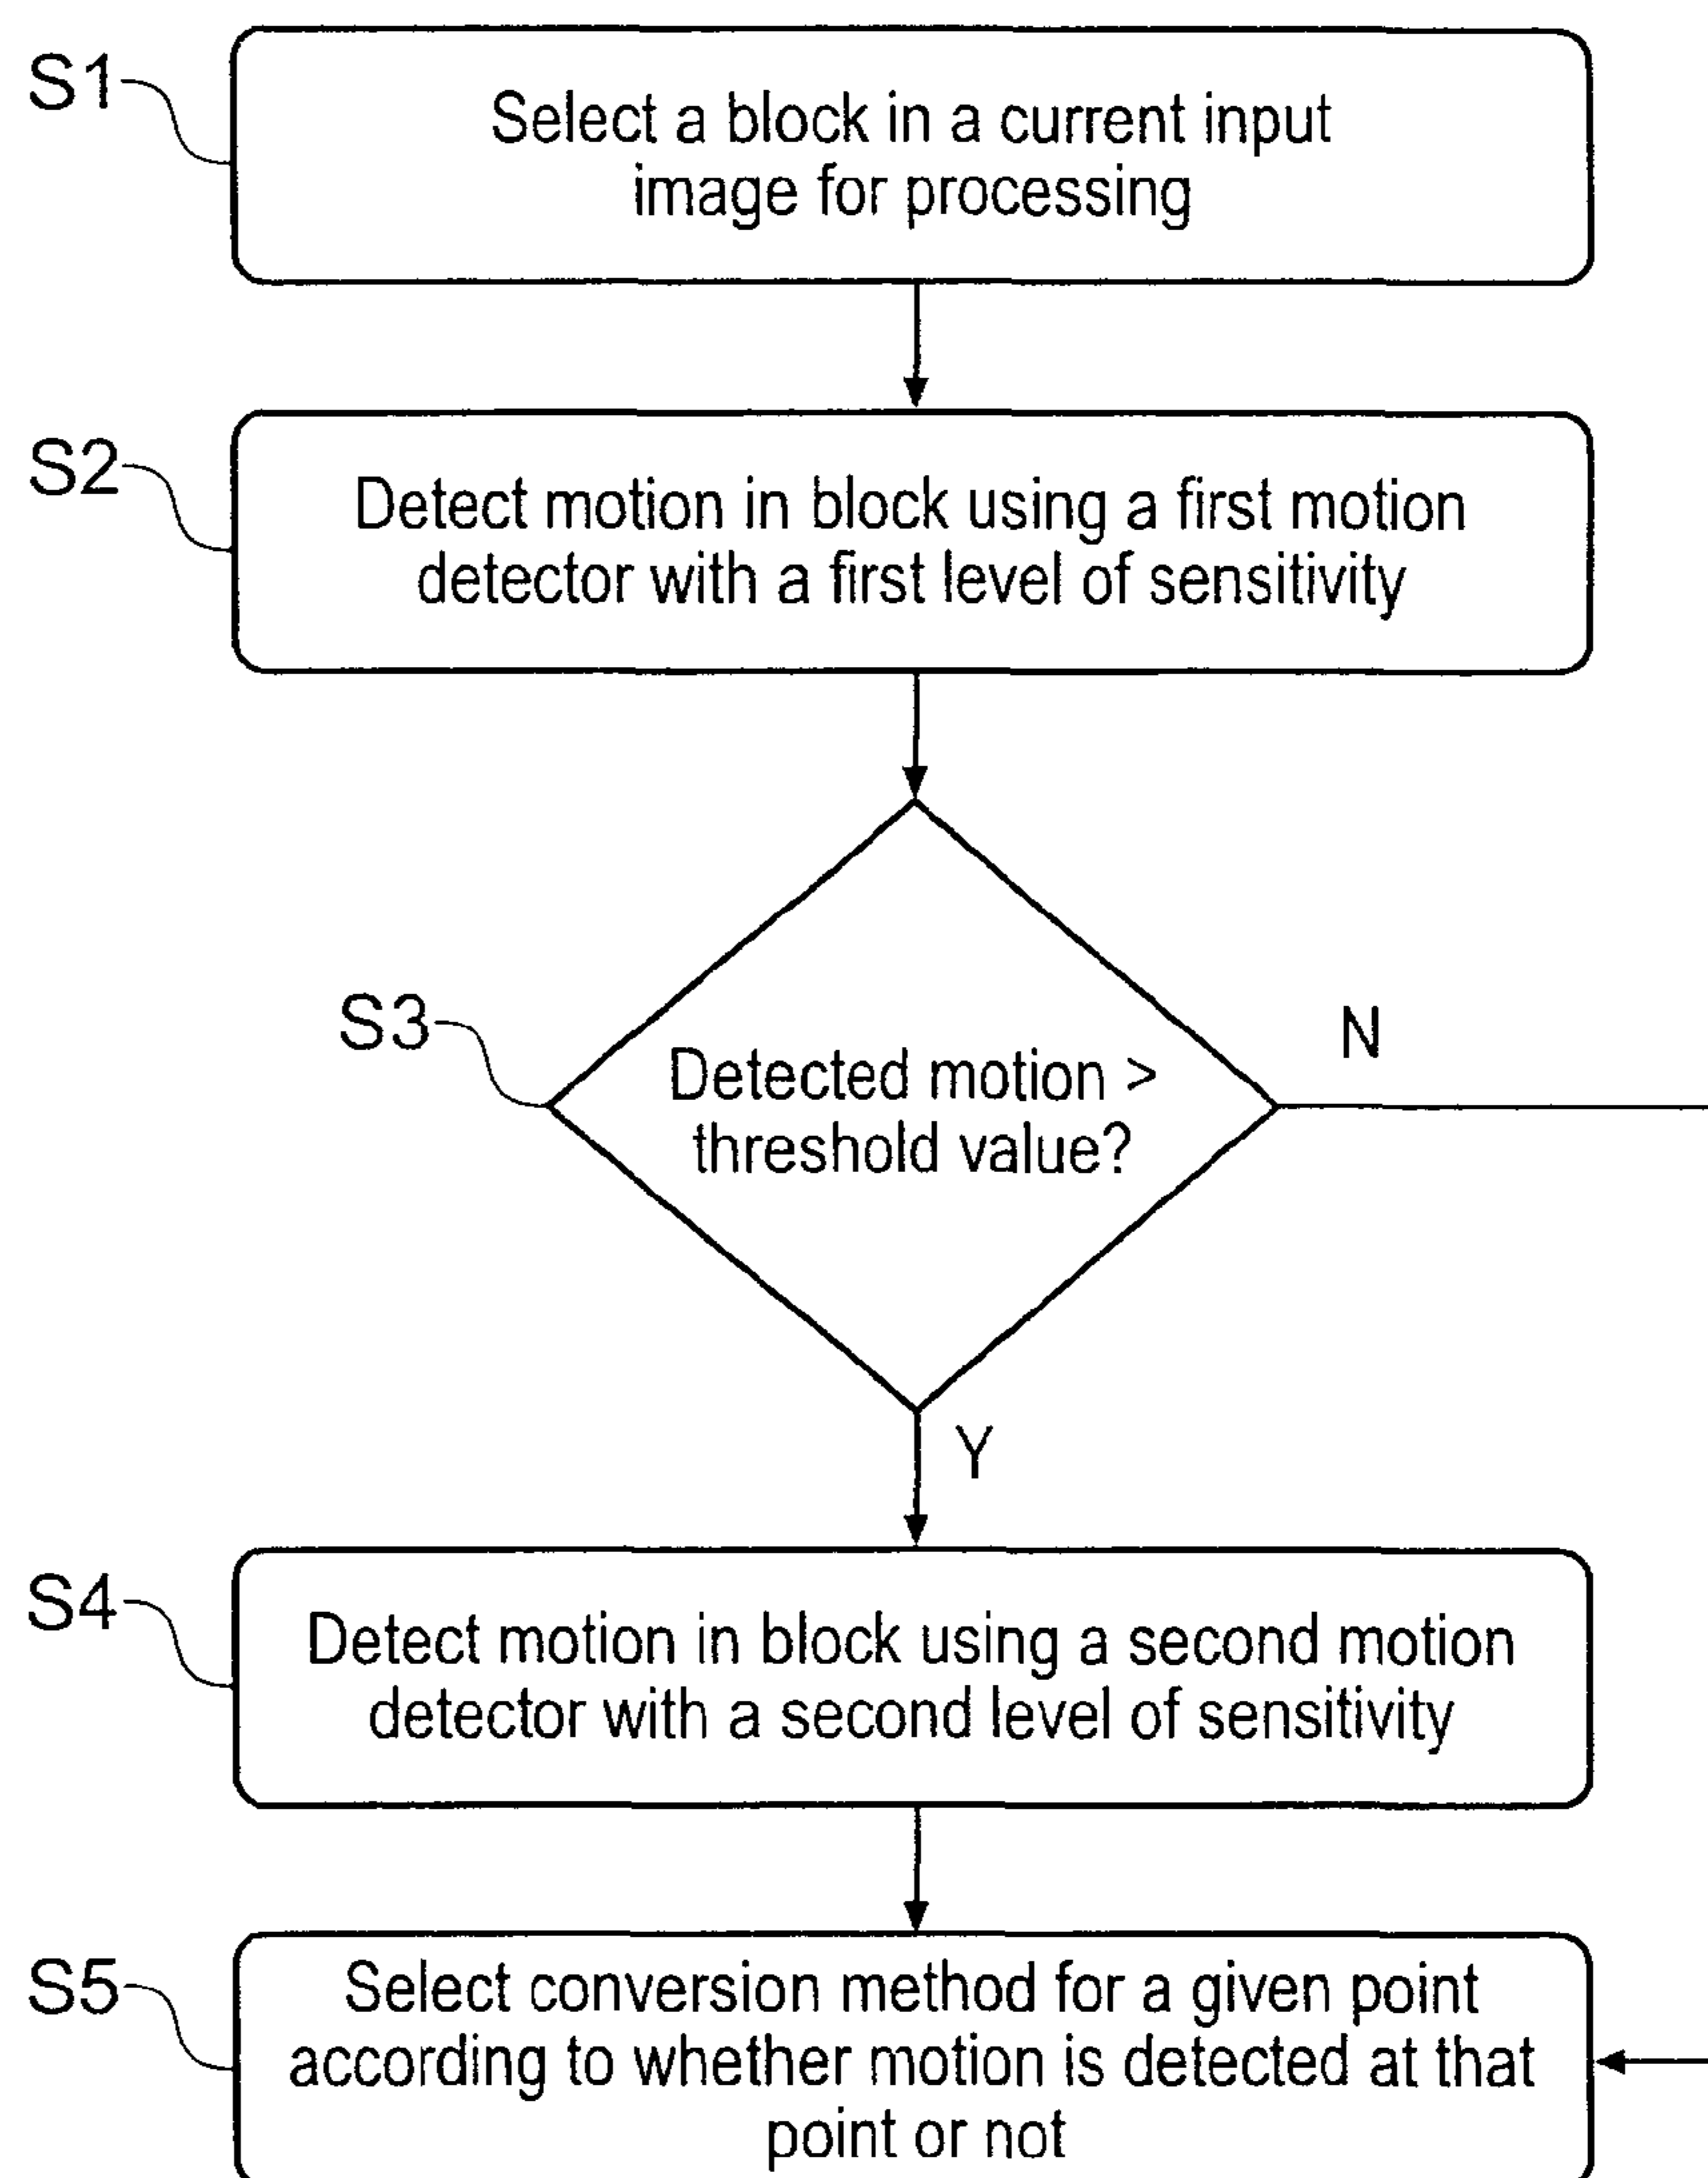 S1
Select a block in a current input
image for processing
S2
Detect motion in block using a first motion
detector with a first level of sensitivity
S3
Detected motion >
threshold value?
N
Y
S4
Detect motion in block using a second motion
detector with a second level of sensitivity
S5
Select conversion method for a given point
according to whether motion is detected at that
point or not